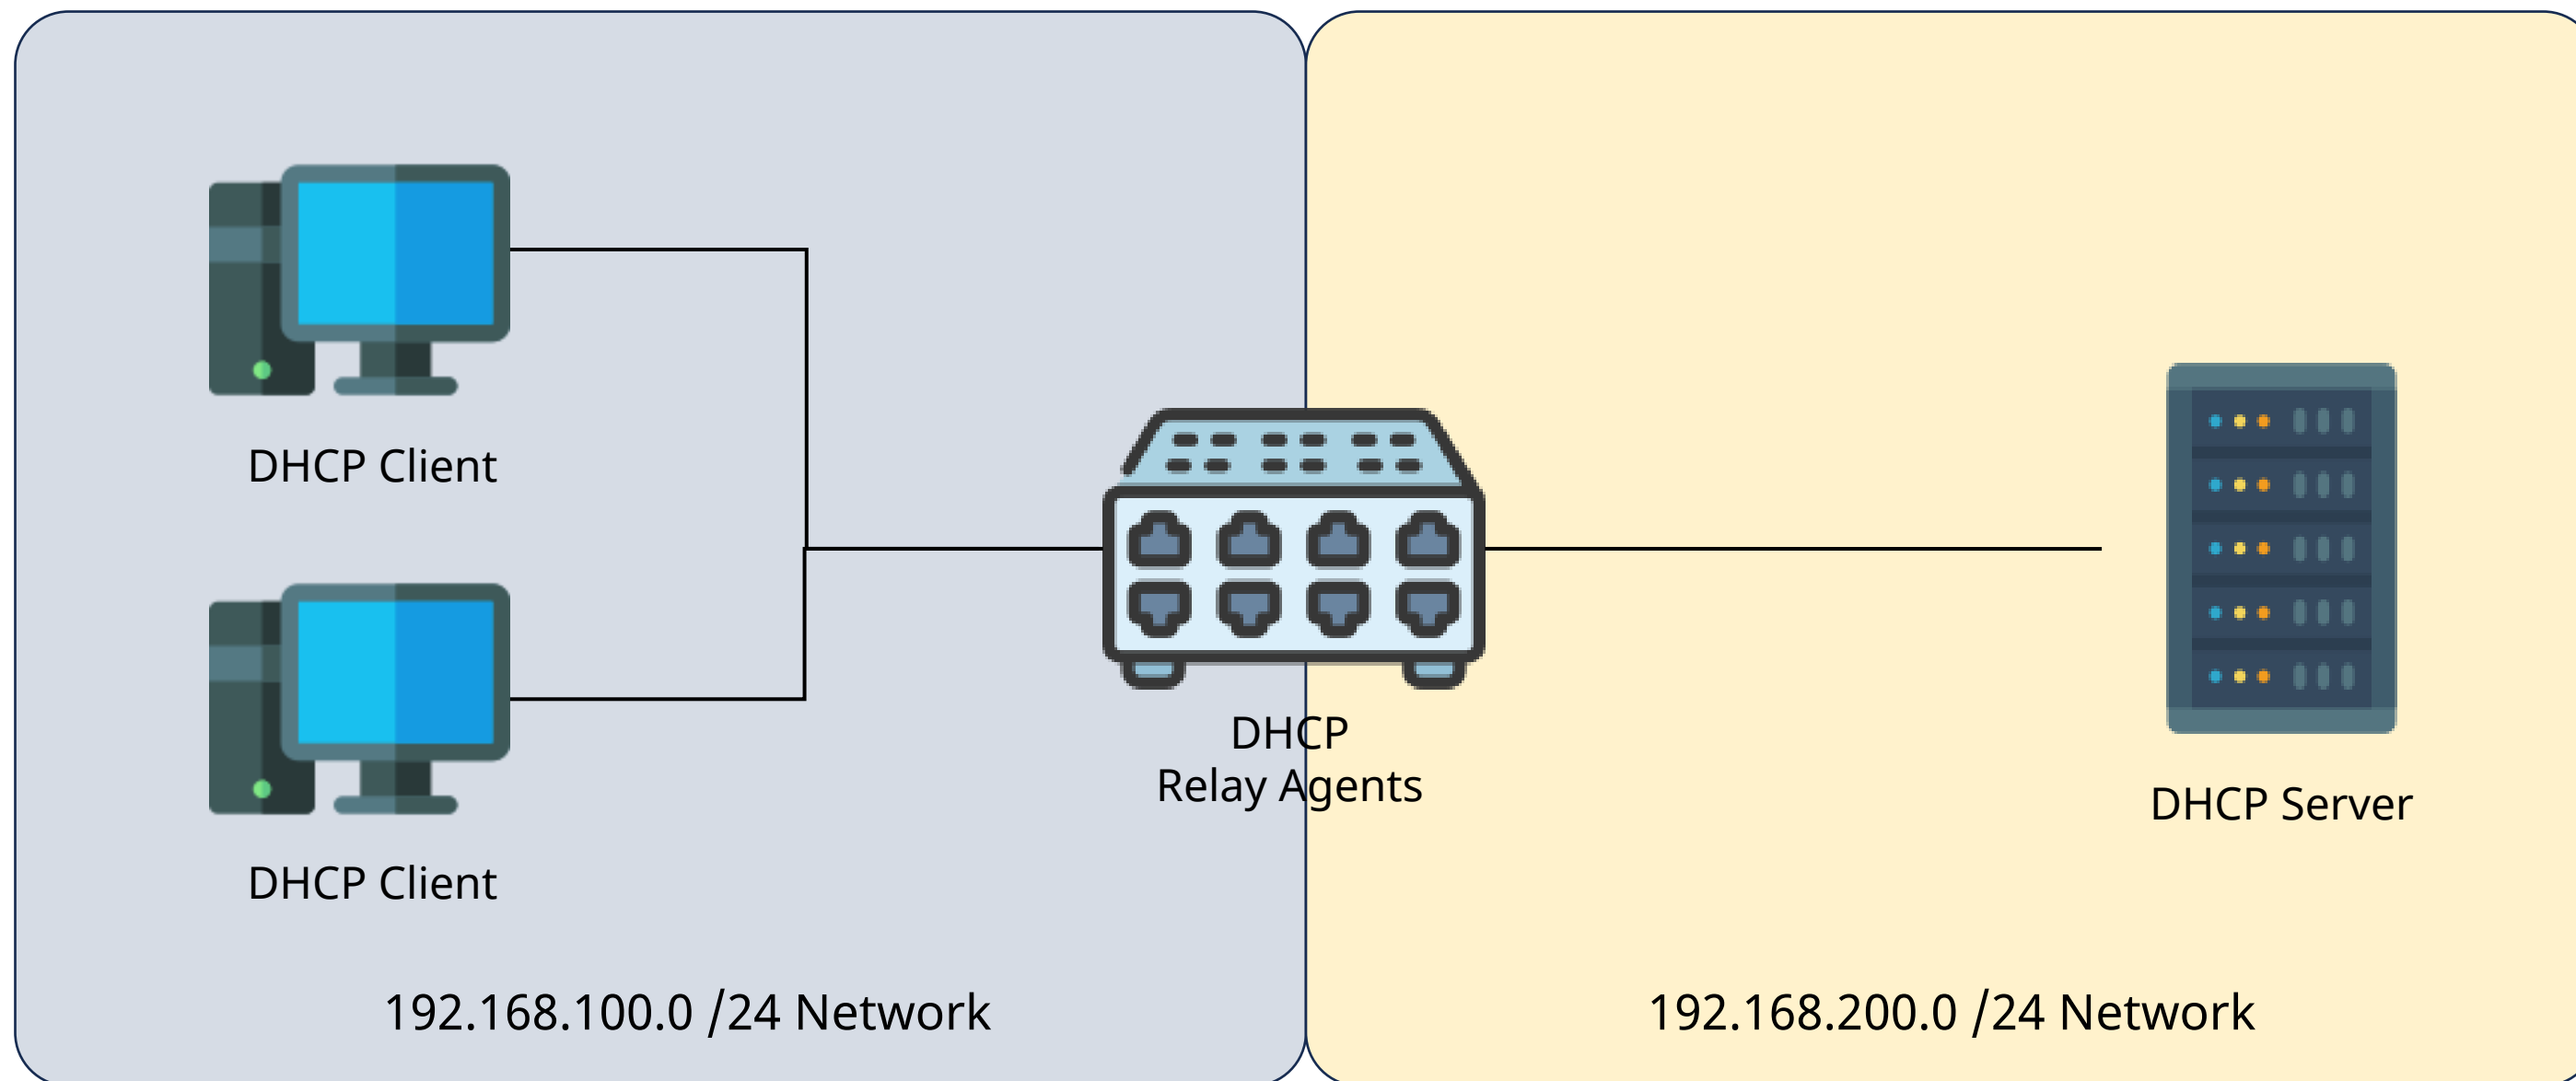 DHCP Client
DHCP Client
DHCP
Relay Agents
DHCP Server
192.168.100.0 /24 Network
192.168.200.0 /24 Network